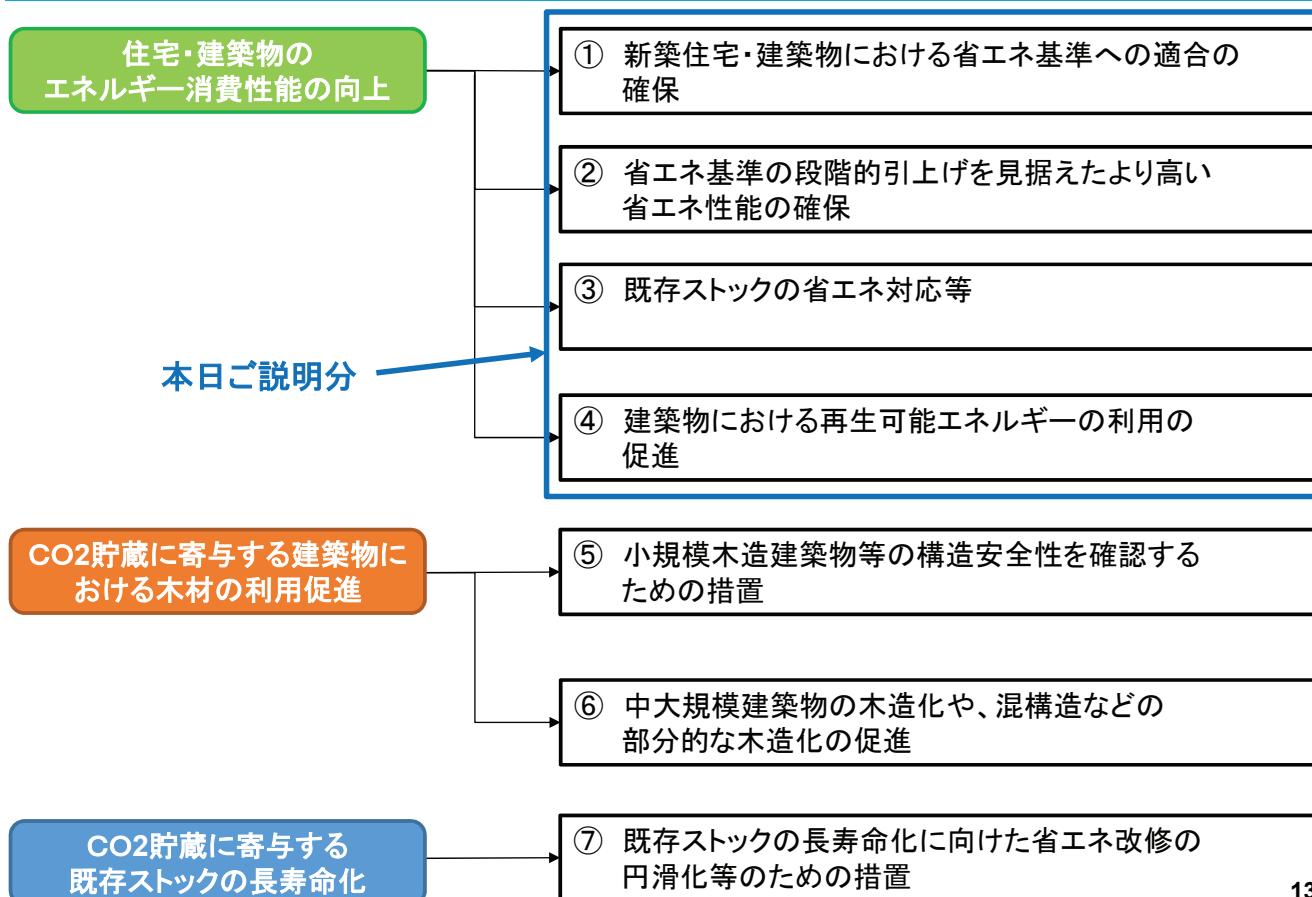 住宅・建築物の
エネルギー消費性能の向上
① 新築住宅・建築物における省エネ基準への適合の
確保
② 省エネ基準の段階的引上げを見据えたより高い
省エネ性能の確保
③ 既存ストックの省エネ対応等
本日ご説明分
④ 建築物における再生可能エネルギーの利用の
促進
CO2貯蔵に寄与する建築物に
おける木材の利用促進
⑤ 小規模木造建築物等の構造安全性を確認する
ための措置
⑥ 中大規模建築物の木造化や、混構造などの
部分的な木造化の促進
CO2貯蔵に寄与する
既存ストックの長寿命化
⑦ 既存ストックの長寿命化に向けた省エネ改修の
円滑化等のための措置
13